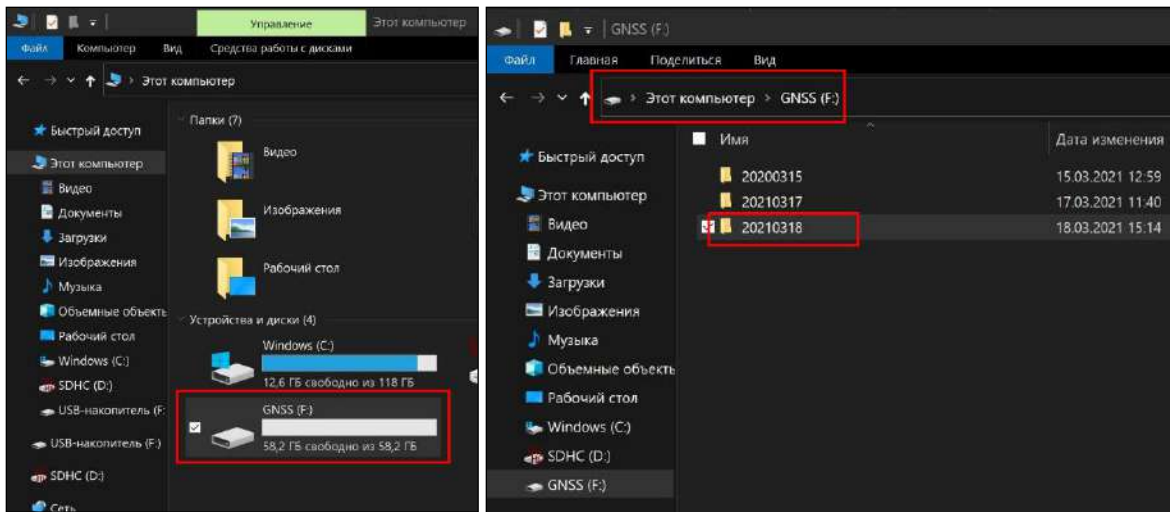 Управление
Этот компьютер
Файл Компьютер Вид Средства работы с дисками
Этот компьютер
Быстрый доступ
Этот компьютер
Видео
Документы
Загрузки
Изображения
Музыка
Объемные объекть
Рабочий стол
Windows (C:)
SDHC (D:)
USB-накопитель (F:
USB-накопитель (F:)
SDHC (D:)
Сеть
Папки (7)
Видео
Изображения
Рабочий стол
Устройства и диски (4)
Windows (C:)
12,6 ГБ свободно из 118 ГБ
GNSS (F:)
58,2 ГБ свободно из 58,2 ГБ
GNSS (F:)
Файл Главная Поделиться Вид
Этот компьютер > GNSS (F:)
Быстрый доступ
Этот компьютер
Видео
Документы
Загрузки
Изображения
Музыка
Объемные объекть
Рабочий стол
Windows (C:)
SDHC (D:)
GNSS (F:)
Имя Дата изменения
20200315 15.03.2021 12:59
20210317 17.03.2021 11:40
20210318 18.03.2021 15:14